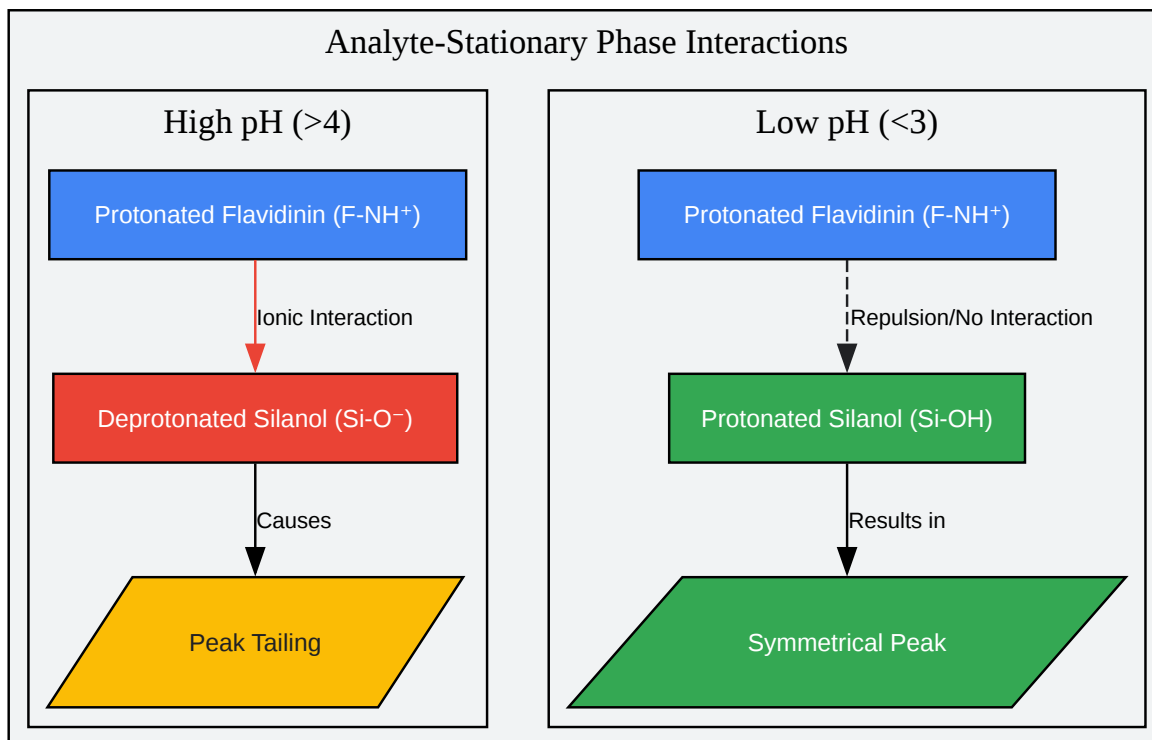 Analyte-Stationary Phase Interactions
High pH (>4)
Protonated Flavidinin (F-NH⁺)
Ionic Interaction
Deprotonated Silanol (Si-O⁻)
Causes
Peak Tailing
Low pH (<3)
Protonated Flavidinin (F-NH⁺)
Repulsion/No Interaction
Protonated Silanol (Si-OH)
Results in
Symmetrical Peak